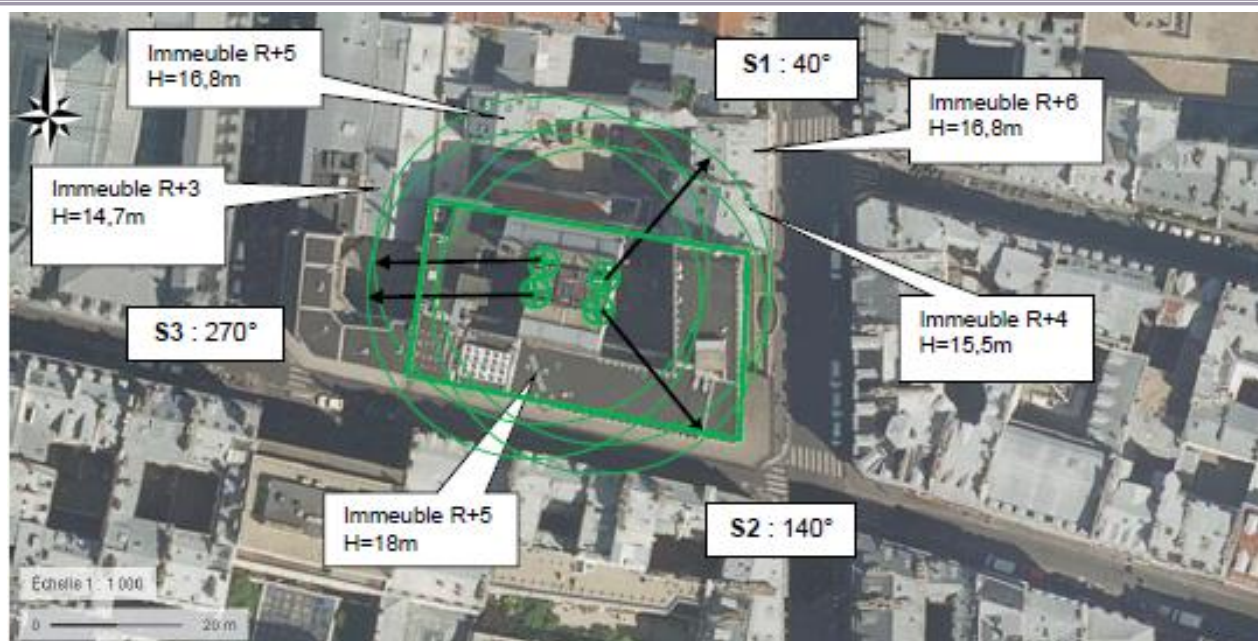 Immeuble R+5
H=16,8m
S1 : 40°
Immeuble R+6
H=16,8m
Immeuble R+3
H=14,7m
S3 : 270°
Immeuble R+4
H=15,5m
Immeuble R+5
H=18m
S2 : 140°
Échelle 1 : 1 000
0 20 m